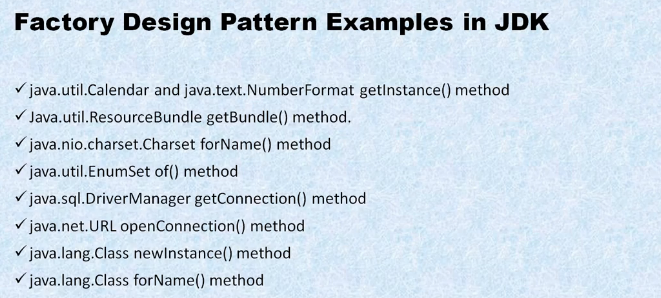 Factory Design Pattern Examples in JDK
✓ java.util.Calendar and java.text.NumberFormat getInstance() method
✓ Java.util.ResourceBundle getBundle() method.
✓ java.nio.charset.Charset forName() method
✓ java.util.EnumSet of() method
✓ java.sql.DriverManager getConnection() method
✓ java.net.URL openConnection() method
✓ java.lang.Class newInstance() method
✓ java.lang.Class forName() method